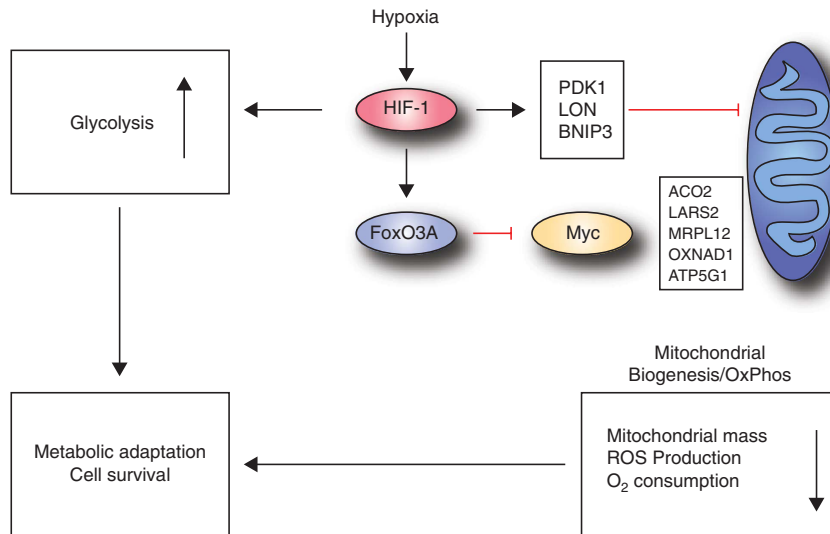 Hypoxia
Glycolysis
HIF-1
PDK1
LON
BNIP3
FoxO3A
Myc
ACO2
LARS2
MRPL12
OXNAD1
ATP5G1
Mitochondrial
Biogenesis/OxPhos
Metabolic adaptation
Cell survival
Mitochondrial mass
ROS Production
O₂ consumption